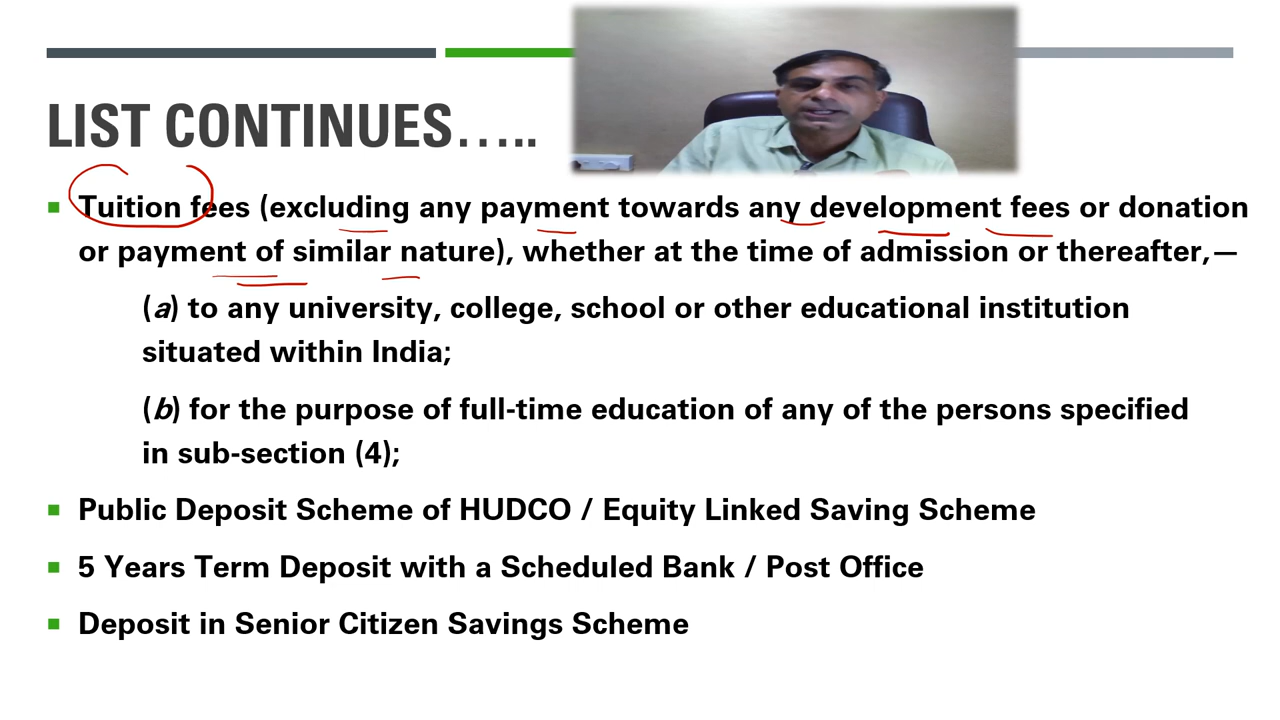 LIST CONTINUES…..
Tuition fees (excluding any payment towards any development fees or donation
or payment of similar nature), whether at the time of admission or thereafter,—
(a) to any university, college, school or other educational institution
situated within India;
(b) for the purpose of full-time education of any of the persons specified
in sub-section (4);
Public Deposit Scheme of HUDCO / Equity Linked Saving Scheme
5 Years Term Deposit with a Scheduled Bank / Post Office
Deposit in Senior Citizen Savings Scheme